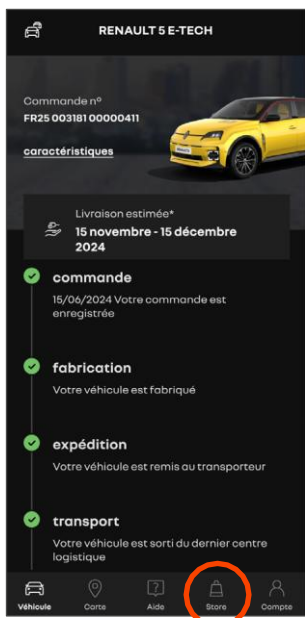 RENAULT 5 E-TECH
Commande nº
FR25 003181 00000411
caractéristiques
Livraison estimée*
15 novembre - 15 décembre
2024
commande
15/06/2024 Votre commande est
enregistrée
fabrication
Votre véhicule est fabriqué
expédition
Votre véhicule est remis au transporteur
transport
Votre véhicule est sorti du dernier centre
logistique
Véhicule Carte Aide Store Compte